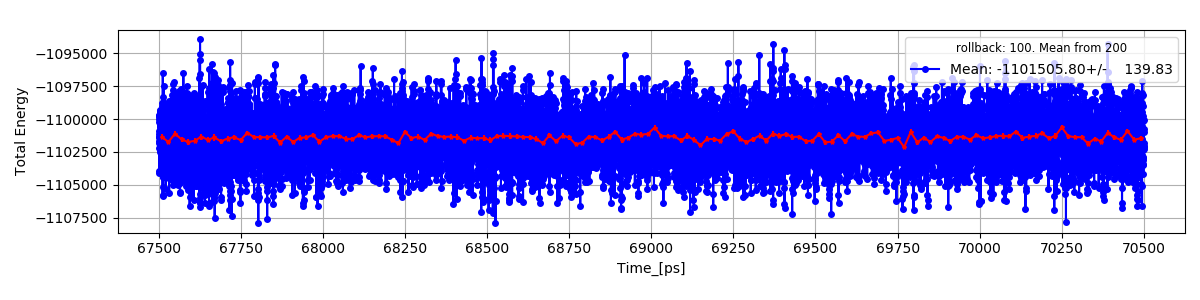 rollback: 100. Mean from 200
Mean: -1101505.80+/-   139.83
Total Energy
−1095000
−1097500
−1100000
−1102500
−1105000
−1107500
67500 67750 68000 68250 68500 68750 69000 69250 69500 69750 70000 70250 70500
Time_[ps]